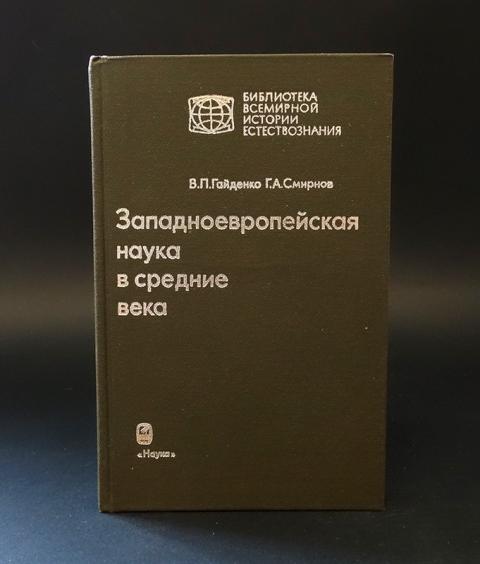 БИБЛИОТЕКА
ВСЕМИРНОЙ
ИСТОРИИ
ЕСТЕСТВОЗНАНИЯ
В.П.Гайденко Г.А.Смирнов
Западноевропейская
наука
в средние
века
«Наука»